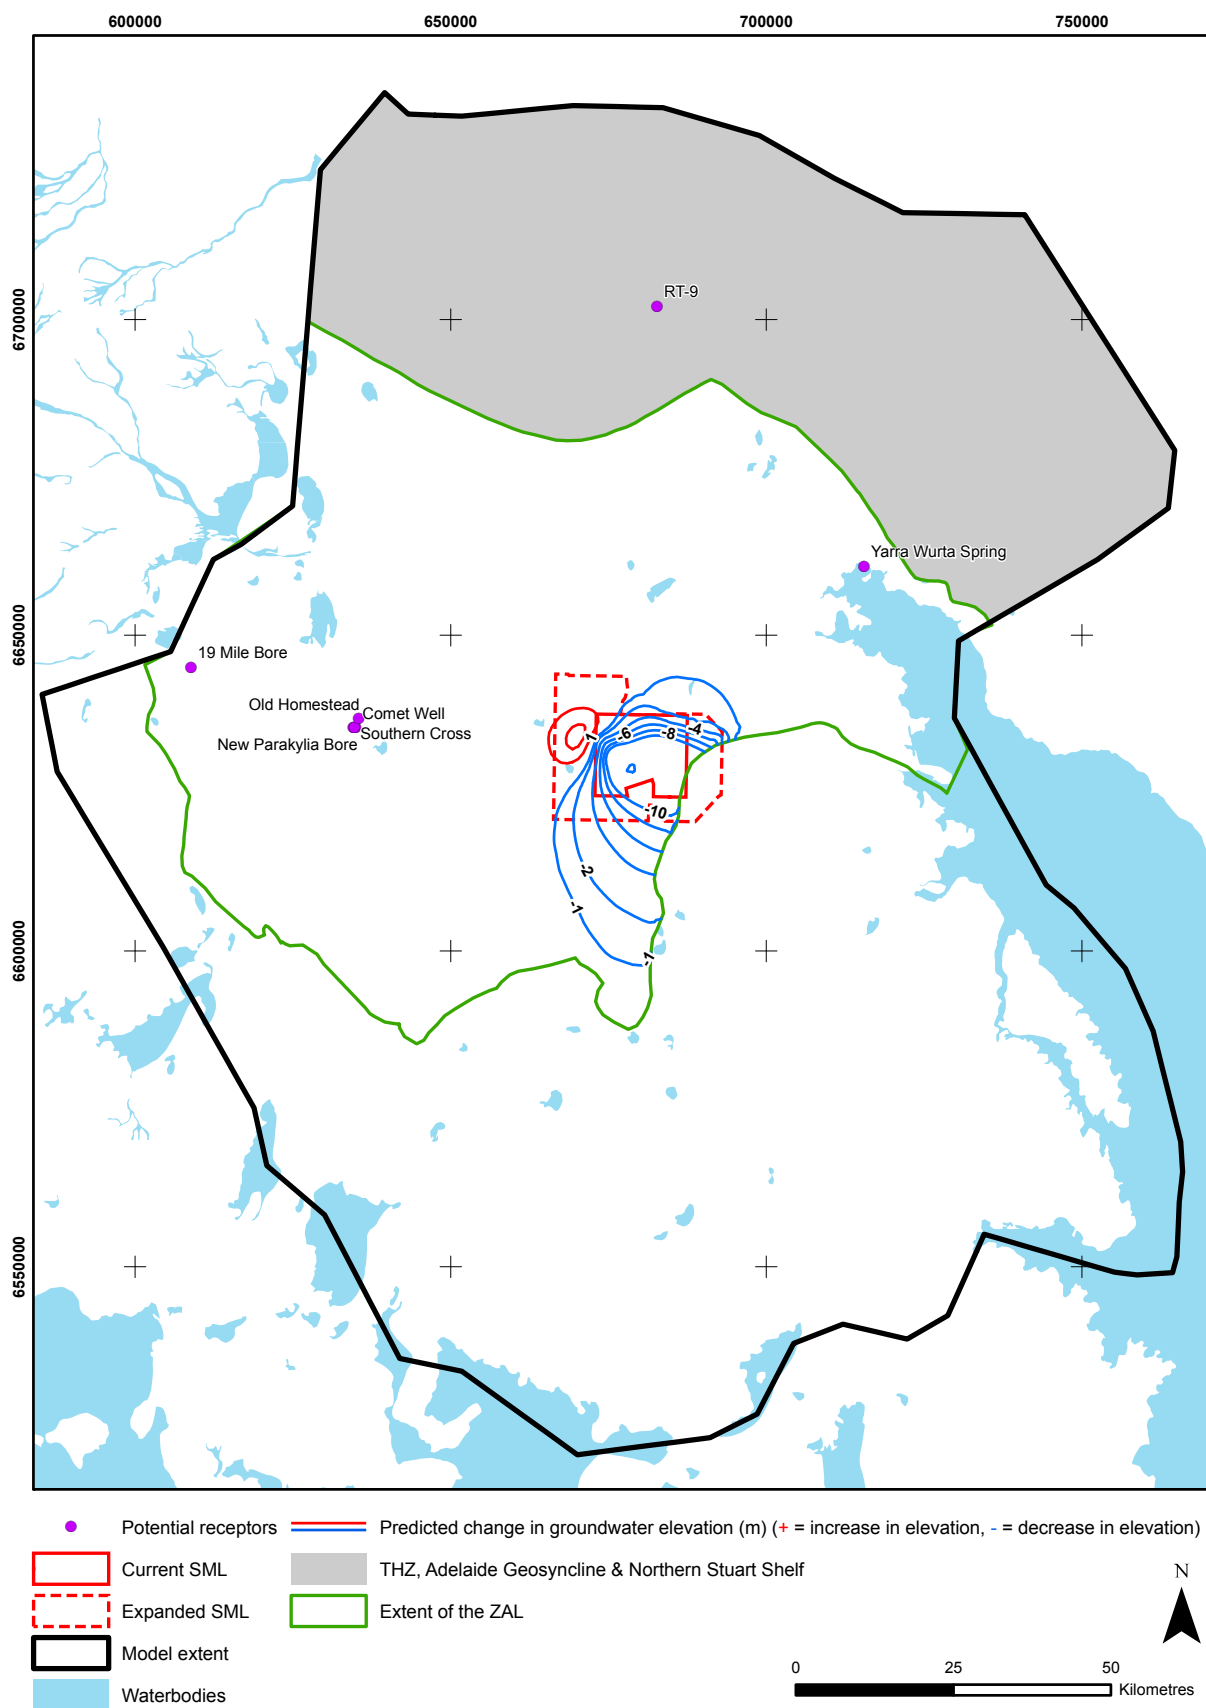 600000 650000 700000 750000
6700000
RT-9
Yarra Wurta Spring
6650000
19 Mile Bore
Old Homestead
Comet Well
Southern Cross
New Parakylia Bore
1
-6
-4
-8
-10
-2
-1
-1
6600000
6550000
Potential receptors
Predicted change in groundwater elevation (m) (+ = increase in elevation, - = decrease in elevation)
Current SML
THZ, Adelaide Geosyncline & Northern Stuart Shelf
Expanded SML
Extent of the ZAL
Model extent
Waterbodies
N
0 25 50
Kilometres